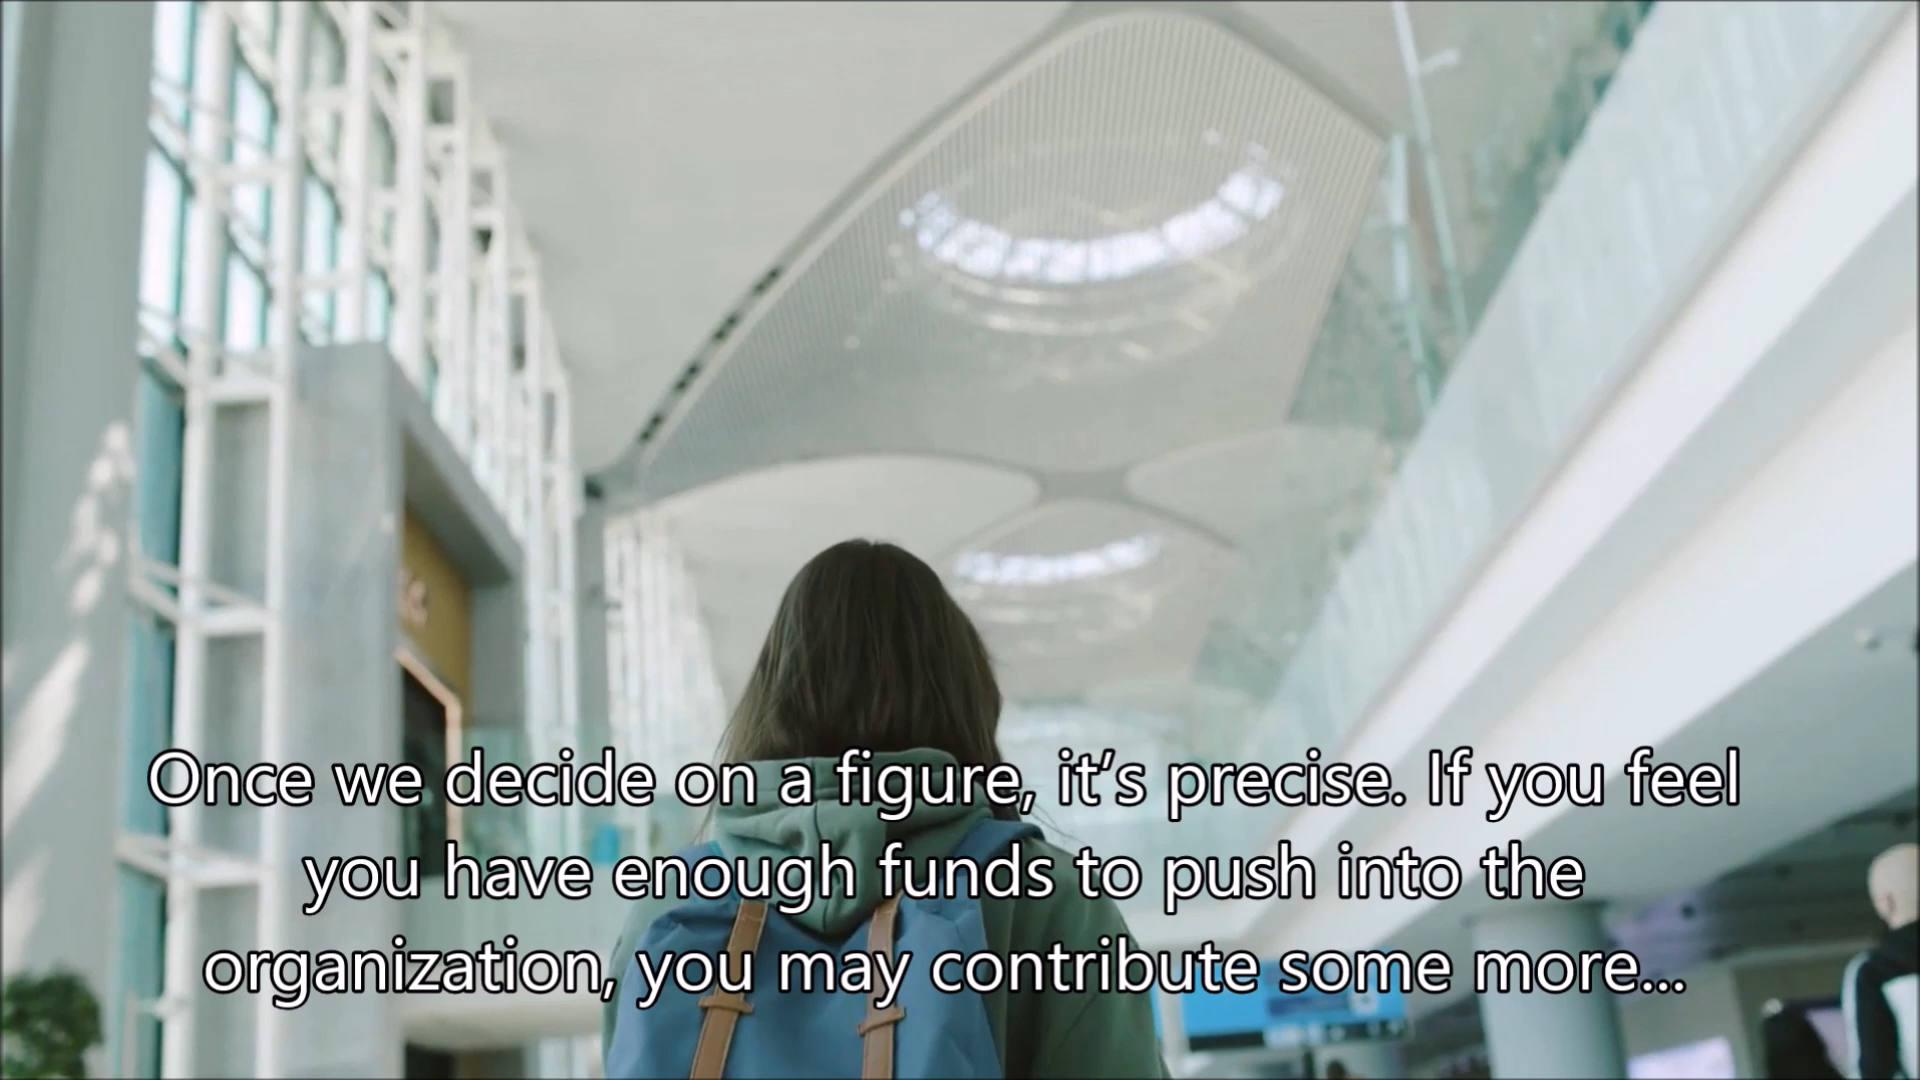 Once we decide on a figure, it’s precise. If you feel
you have enough funds to push into the
organization, you may contribute some more...